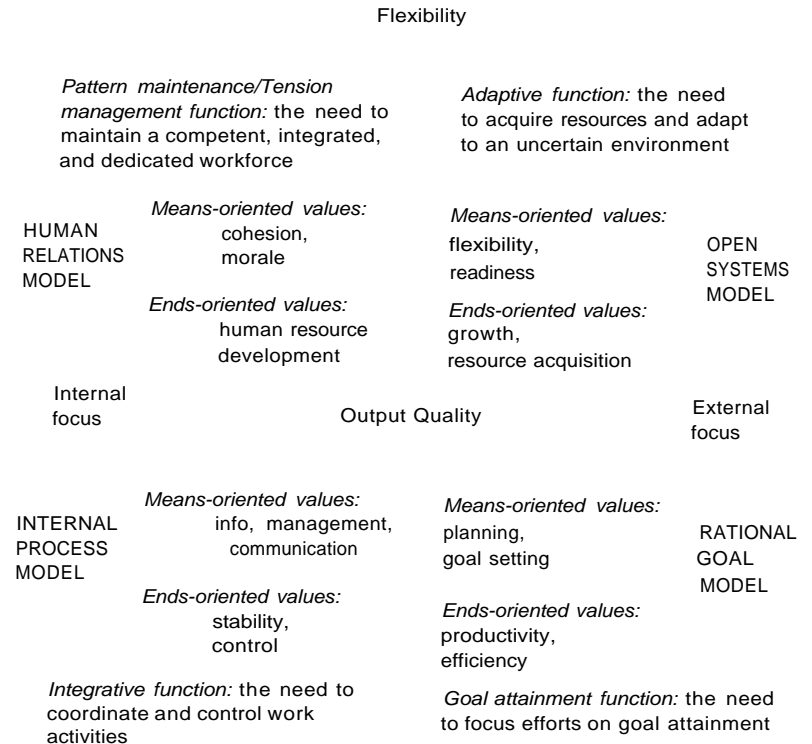 Flexibility
Pattern maintenance/Tension
management function: the need to
maintain a competent, integrated,
and dedicated workforce
Adaptive function: the need
to acquire resources and adapt
to an uncertain environment
HUMAN
RELATIONS
MODEL
Means-oriented values:
cohesion,
morale
Ends-oriented values:
human resource
development
Means-oriented values:
flexibility,
readiness
Ends-oriented values:
growth,
resource acquisition
OPEN
SYSTEMS
MODEL
Internal
focus
Output Quality
External
focus
INTERNAL
PROCESS
MODEL
Means-oriented values:
info, management,
communication
Ends-oriented values:
stability,
control
Means-oriented values:
planning,
goal setting
Ends-oriented values:
productivity,
efficiency
RATIONAL
GOAL
MODEL
Integrative function: the need to
coordinate and control work
activities
Goal attainment function: the need
to focus efforts on goal attainment